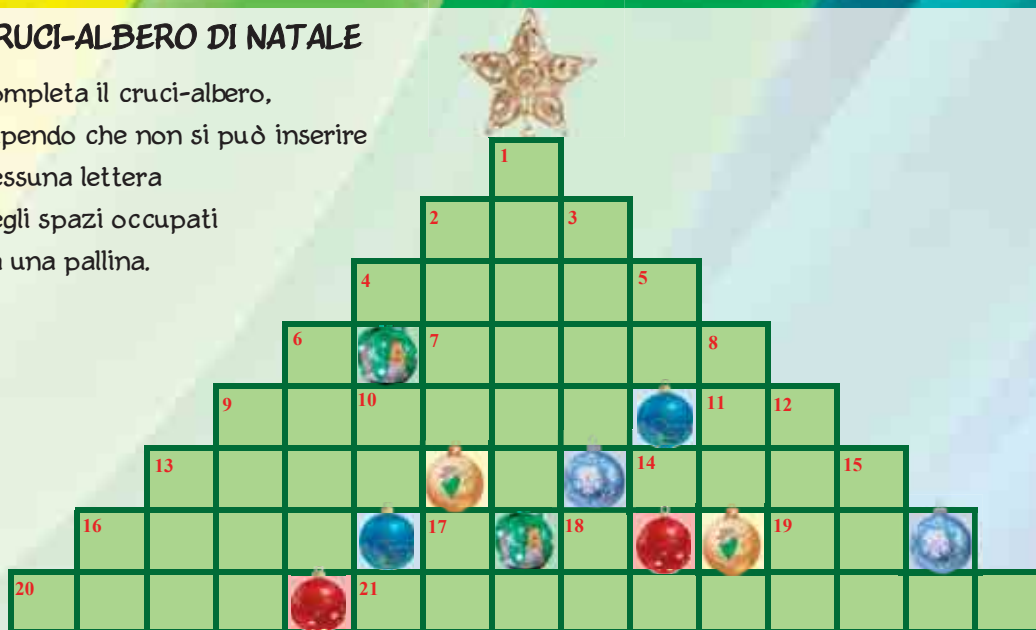 RUCI-ALBERO DI NATALE
ompleta il cruci-albero,
pendo che non si può inserire
essuna lettera
egli spazi occupati
a una pallina.
1
2 3
4 5
6 7 8
9 10 11 12
13 14 15
16 17 18 19
20 21